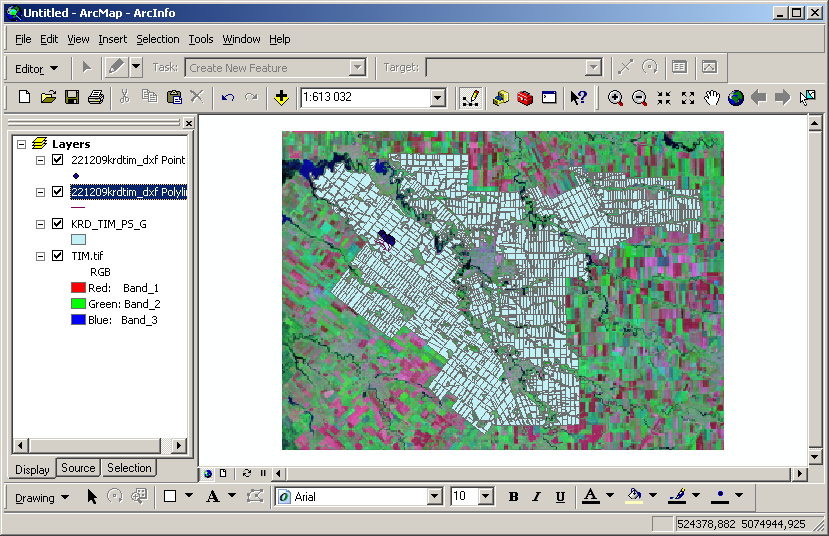 Untitled - ArcMap - ArcInfo
File Edit View Insert Selection Tools Window Help
Editor Task: Create New Feature Target:
1:613 032
Layers
221209krdtim_dxf Point
221209krdtim_dxf Polyli
KRD_TIM_PS_G
TIM.tif
RGB
Red: Band_1
Green: Band_2
Blue: Band_3
Display Source Selection
Drawing A Arial 10 B I U A
524378,882 5074944,925